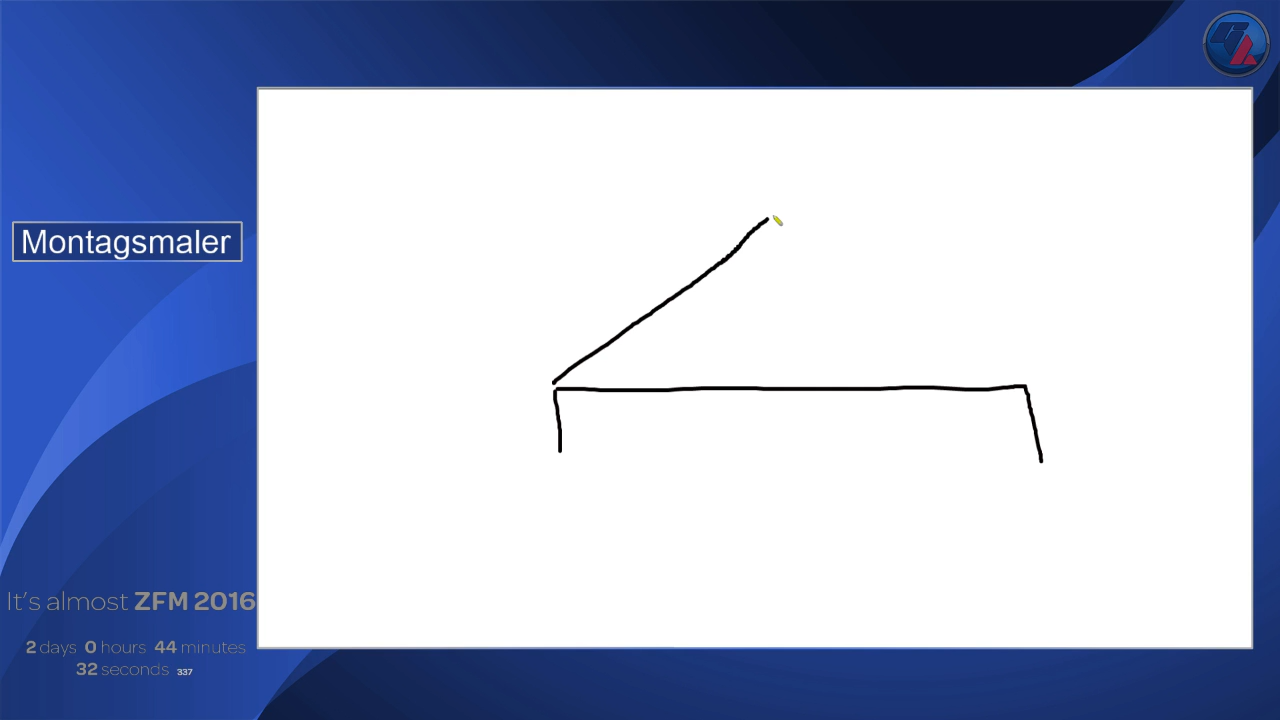 Montagsmaler
It's almost ZFM 2016
2 days 0 hours 44 minutes
32 seconds 337